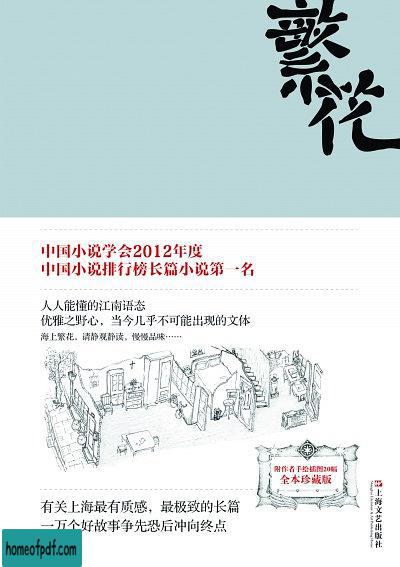 繁花
中国小说学会2012年度
中国小说排行榜长篇小说第一名
人人能懂的江南语态
优雅之野心，当今几乎不可能出现的文体
海上繁花，请静观静读，慢慢品味……
附作者手绘插图20幅
全本珍藏版
有关上海最有质感，最极致的长篇
一万个好故事争先恐后冲向终点
上海文艺出版社
homeofpdf.com